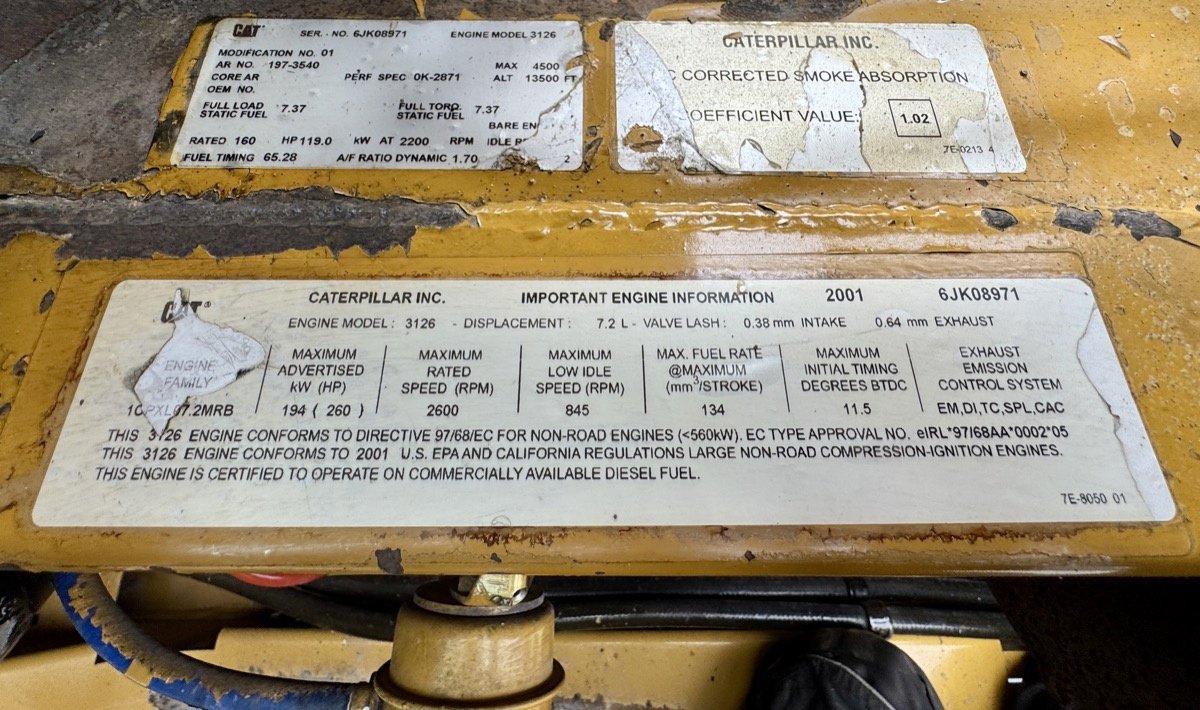 CAT SER. NO. 6JK08971 ENGINE MODEL 3126
MODIFICATION NO. 01
AR NO. 197-3540 MAX 4500
CORE AR PERF SPEC 0K-2871 ALT 13500 FT
OEM NO.
FULL LOAD STATIC FUEL 7.37 FULL TORQ STATIC FUEL 7.37
BARE EN
RATED 160 HP 119.0 kW AT 2200 RPM IDLE
FUEL TIMING 65.28 A/F RATIO DYNAMIC 1.70 2
CATERPILLAR INC.
C CORRECTED SMOKE ABSORPTION
OEFFICIENT VALUE: 1.02
7E-0213 4
CAT® CATERPILLAR INC. IMPORTANT ENGINE INFORMATION 2001 6JK08971
ENGINE MODEL : 3126 - DISPLACEMENT : 7.2 L - VALVE LASH : 0.38 mm INTAKE 0.64 mm EXHAUST
ENGINE FAMILY
MAXIMUM ADVERTISED kW (HP)
MAXIMUM RATED SPEED (RPM)
MAXIMUM LOW IDLE SPEED (RPM)
MAX. FUEL RATE @MAXIMUM (mm³/STROKE)
MAXIMUM INITIAL TIMING DEGREES BTDC
EXHAUST EMISSION CONTROL SYSTEM
1CPXL07.2MRB 194 ( 260 ) 2600 845 134 11.5 EM,DI,TC,SPL,CAC
THIS 3126 ENGINE CONFORMS TO DIRECTIVE 97/68/EC FOR NON-ROAD ENGINES (<560kW). EC TYPE APPROVAL NO. eIRL*97/68AA*0002*05
THIS 3126 ENGINE CONFORMS TO 2001 U.S. EPA AND CALIFORNIA REGULATIONS LARGE NON-ROAD COMPRESSION-IGNITION ENGINES.
THIS ENGINE IS CERTIFIED TO OPERATE ON COMMERCIALLY AVAILABLE DIESEL FUEL.
7E-8050 01